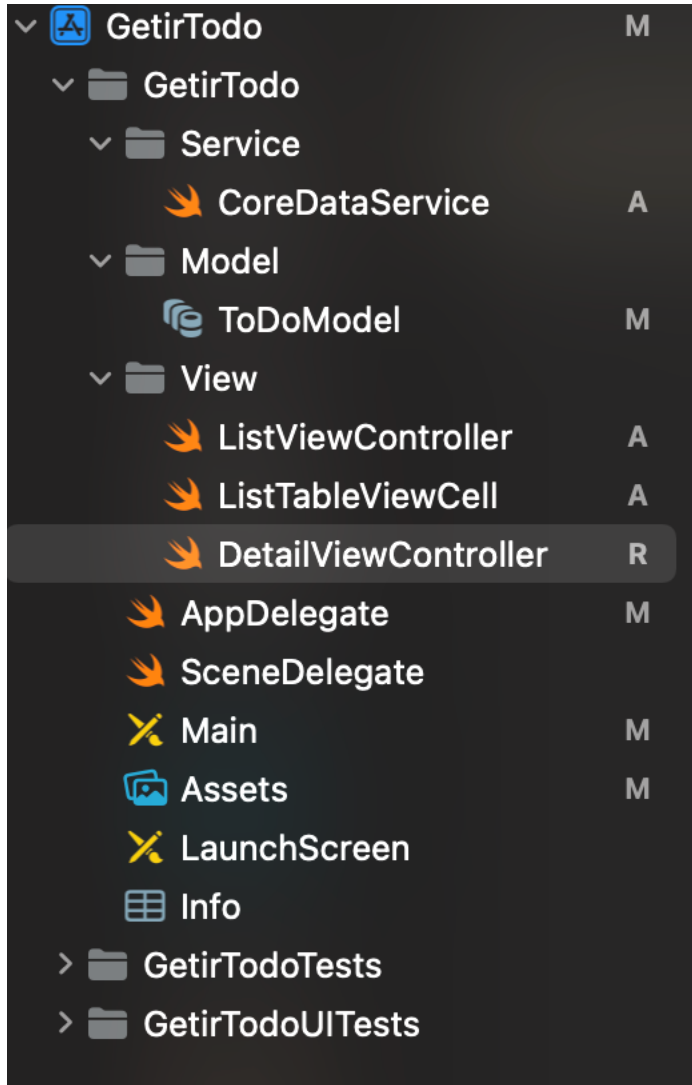 GetirTodo M
GetirTodo
Service
CoreDataService A
Model
ToDoModel M
View
ListViewController A
ListTableViewCell A
DetailViewController R
AppDelegate M
SceneDelegate
Main M
Assets M
LaunchScreen
Info
GetirTodoTests
GetirTodoUITests